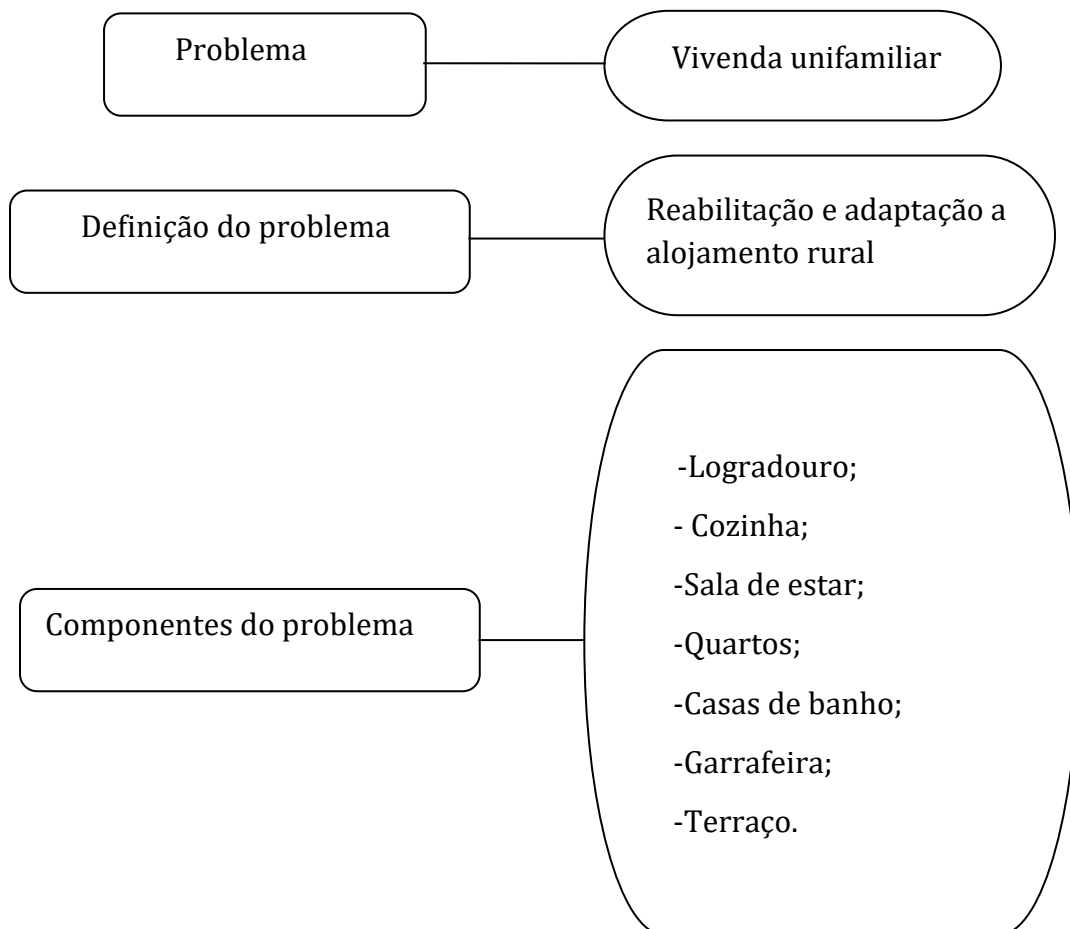 Problema
Vivenda unifamiliar
Definição do problema
Reabilitação e adaptação a
alojamento rural
Componentes do problema
-Logradouro;
- Cozinha;
-Sala de estar;
-Quartos;
-Casas de banho;
-Garrafeira;
-Terraço.